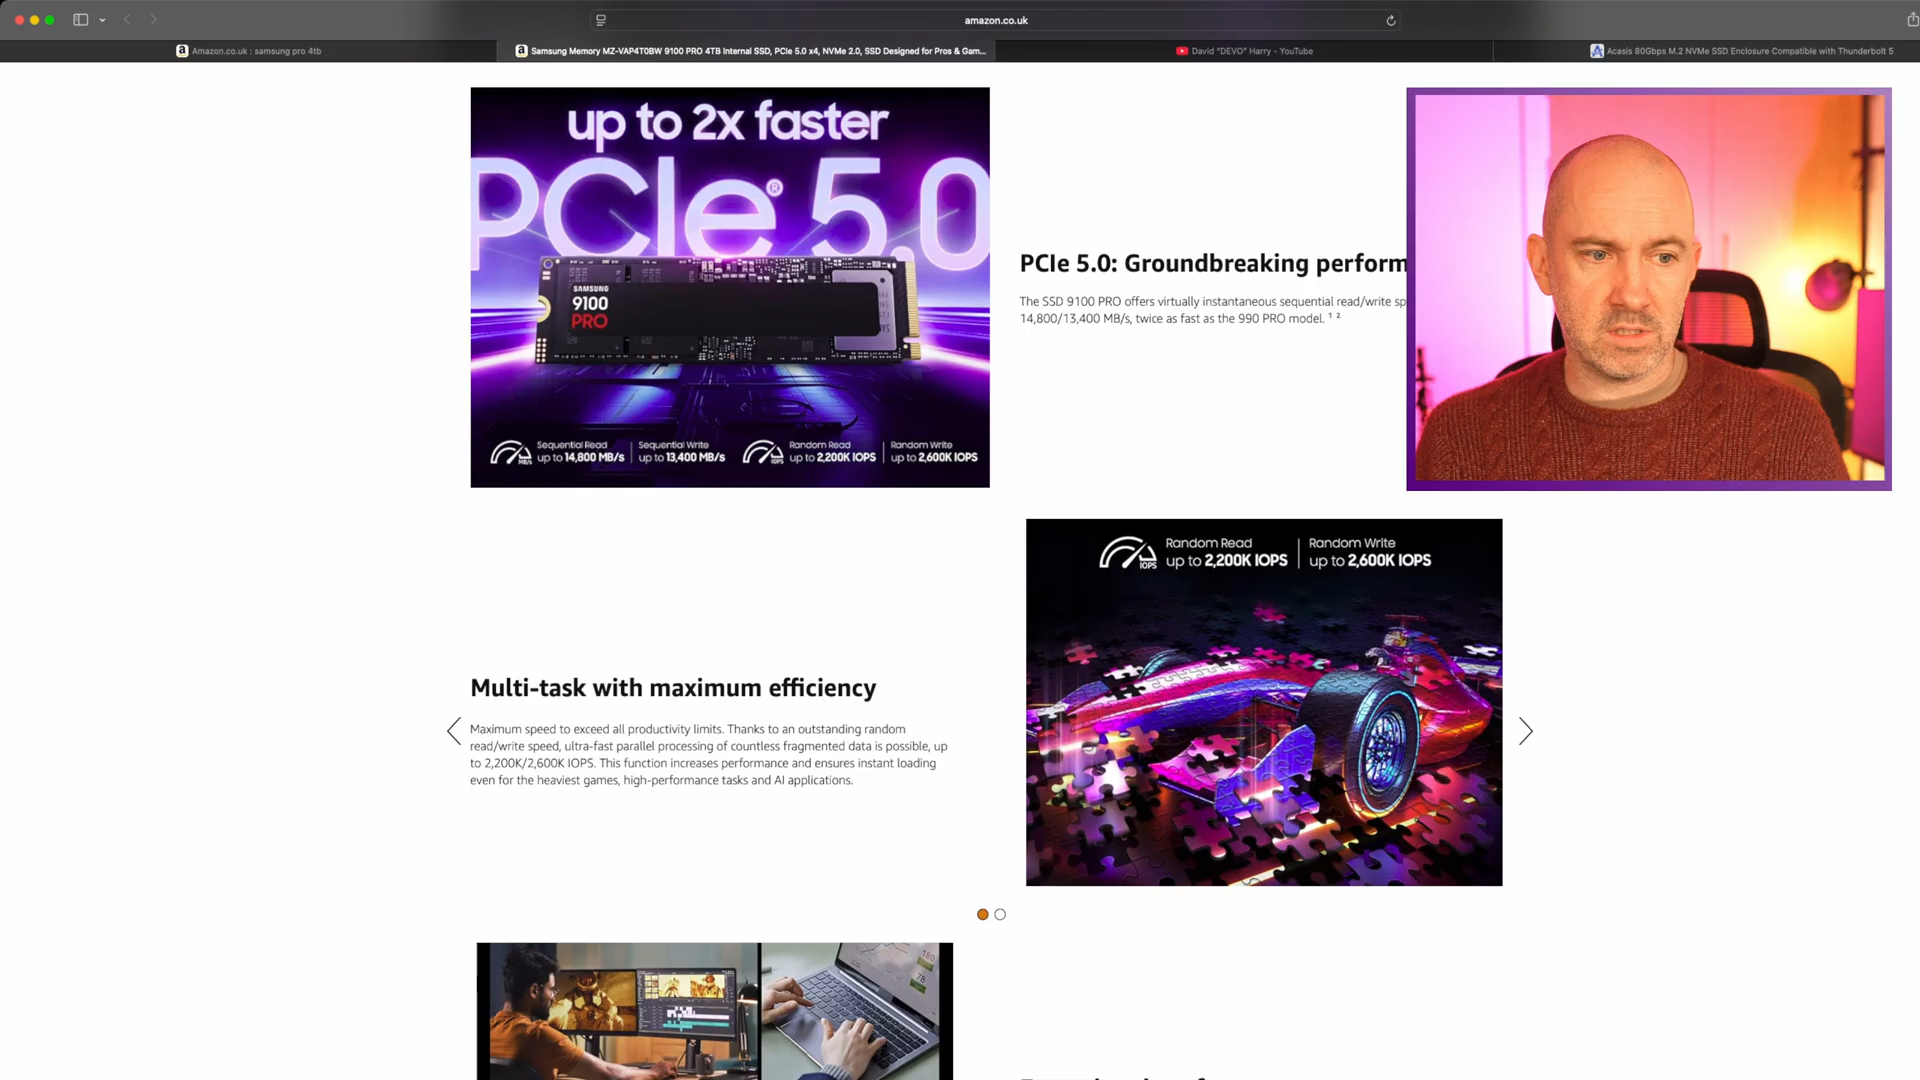 amazon.co.uk
Amazon.co.uk : samsung pro 4tb
Samsung Memory MZ-VAP4T0BW 9100 PRO 4TB Internal SSD, PCIe 5.0 x4, NVMe 2.0, SSD Designed for Pros & Gam...
David "DEVO" Harry - YouTube
Acasis 80Gbps M.2 NVMe SSD Enclosure Compatible with Thunderbolt 5
up to 2x faster
PCIe® 5.0
SAMSUNG
9100
PRO
Sequential Read
up to 14,800 MB/s
Sequential Write
up to 13,400 MB/s
Random Read
up to 2,200K IOPS
Random Write
up to 2,600K IOPS
MB/s
IOPS
PCIe 5.0: Groundbreaking perform
The SSD 9100 PRO offers virtually instantaneous sequential read/write sp
14,800/13,400 MB/s, twice as fast as the 990 PRO model. ¹ ²
Multi-task with maximum efficiency
Maximum speed to exceed all productivity limits. Thanks to an outstanding random
read/write speed, ultra-fast parallel processing of countless fragmented data is possible, up
to 2,200K/2,600K IOPS. This function increases performance and ensures instant loading
even for the heaviest games, high-performance tasks and AI applications.
IOPS
Random Read
up to 2,200K IOPS
Random Write
up to 2,600K IOPS